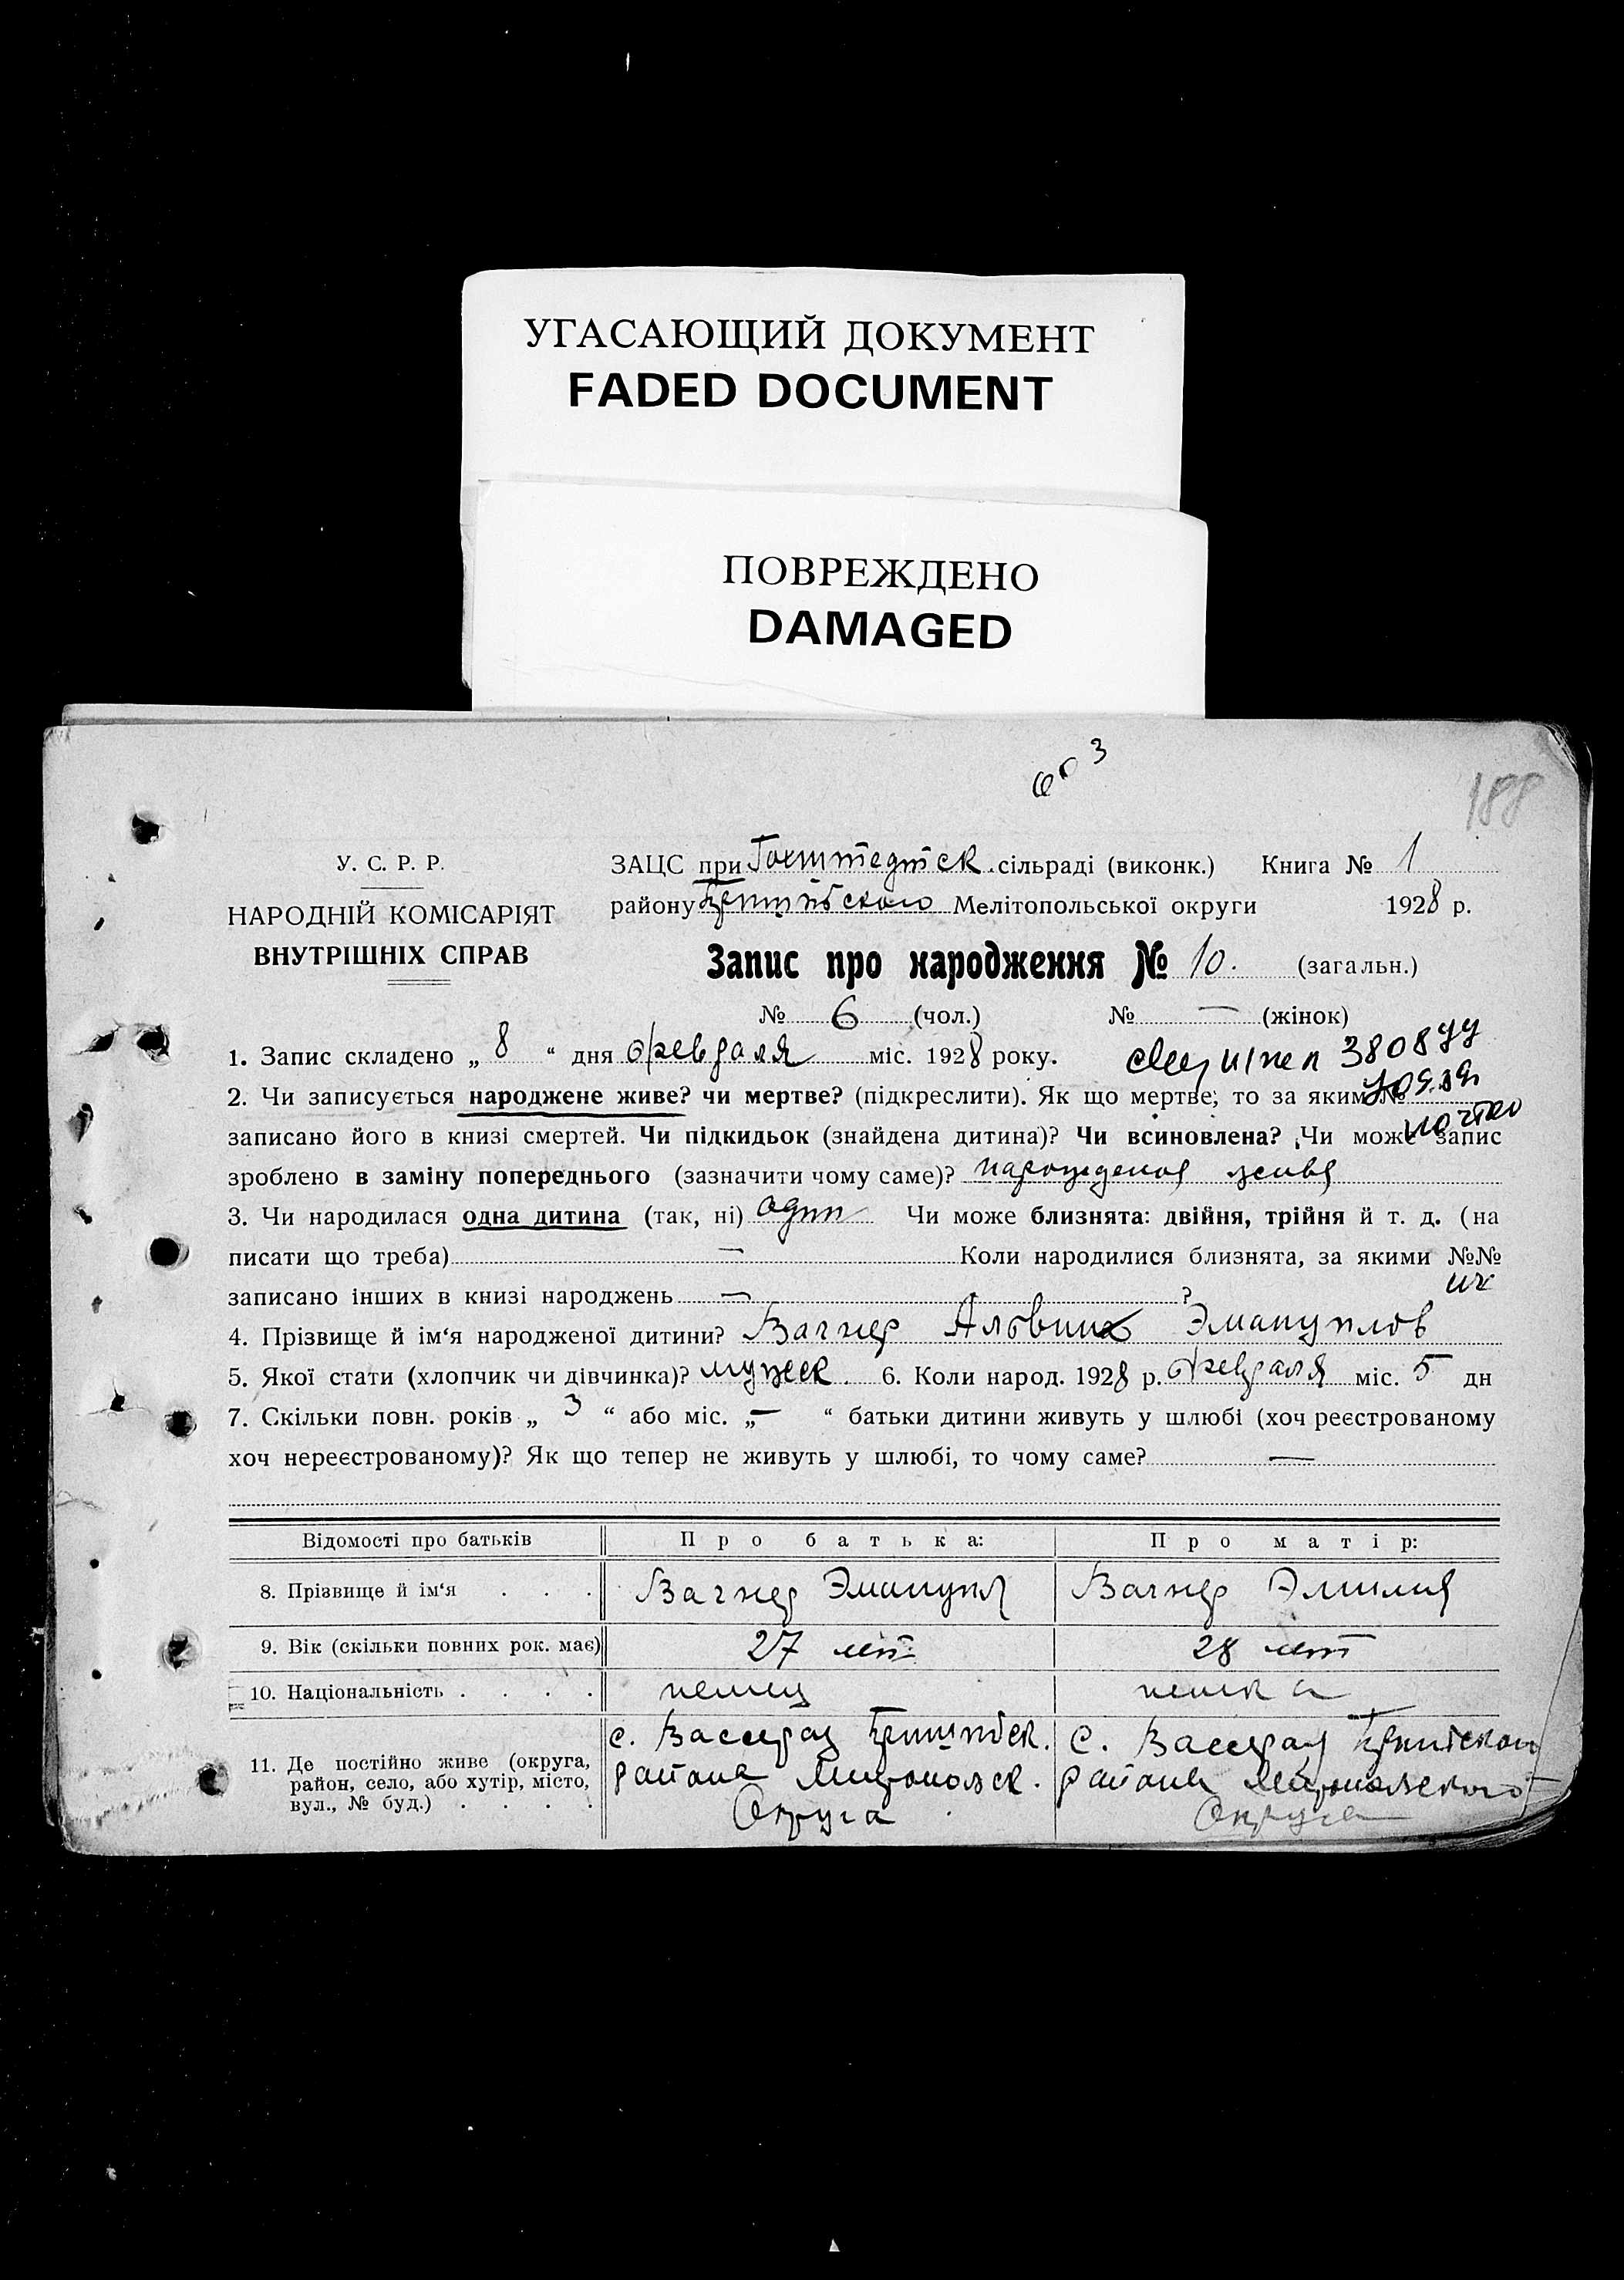 УГАСАЮЩИЙ ДОКУМЕНТ
FADED DOCUMENT
ПОВРЕЖДЕНО
DAMAGED
188
У. С. Р. Р.
НАРОДНІЙ КОМІСАРІЯТ
ВНУТРІШНІХ СПРАВ
ЗАЦС при Гохштедтск. сільраді (виконк.) Книга № 1
району Мелітопольської округи 1928 р.
Запис про народження № 10. (загальн.)
№ 6 (чол.) № — (жінок)
1. Запис складено „ 8 “ дня февраля міс. 1928 року.
2. Чи записується народжене живе? чи мертве? (підкреслити). Як що мертве, то за яким №
записано його в книзі смертей. Чи підкидьок (знайдена дитина)? Чи всиновлена? Чи може запис
зроблено в заміну попереднього (зазначити чому саме)?
3. Чи народилася одна дитина (так, ні) один Чи може близнята: двійня, трійня й т. д. (на
писати що треба) — Коли народилися близнята, за якими №№
записано інших в книзі народжень — ?
4. Прізвище й ім‘я народженої дитини? Вагнер Альвин Эмануилов
ич
5. Якої стати (хлопчик чи дівчинка)? мужск. 6. Коли народ. 1928 р. февраля міс. 5 дн
7. Скільки повн. років „ 3 “ або міс. „ — “ батьки дитини живуть у шлюбі (хоч реєстрованому
хоч нереєстрованому)? Як що тепер не живуть у шлюбі, то чому саме? —
Відомості про батьків Про батька: Про матір:
8. Прізвище й ім‘я . . . Вагнер Эмануил Вагнер Эмилия
9. Вік (скільки повних рок. має) 27 лет 28 лет
10. Національність . . . . немец немка
11. Де постійно живе (округа,
район, село, або хутір, місто,
вул., № буд.) . . . .
с. Вассерау
района
Округа
с. Вассерау
района
Округа